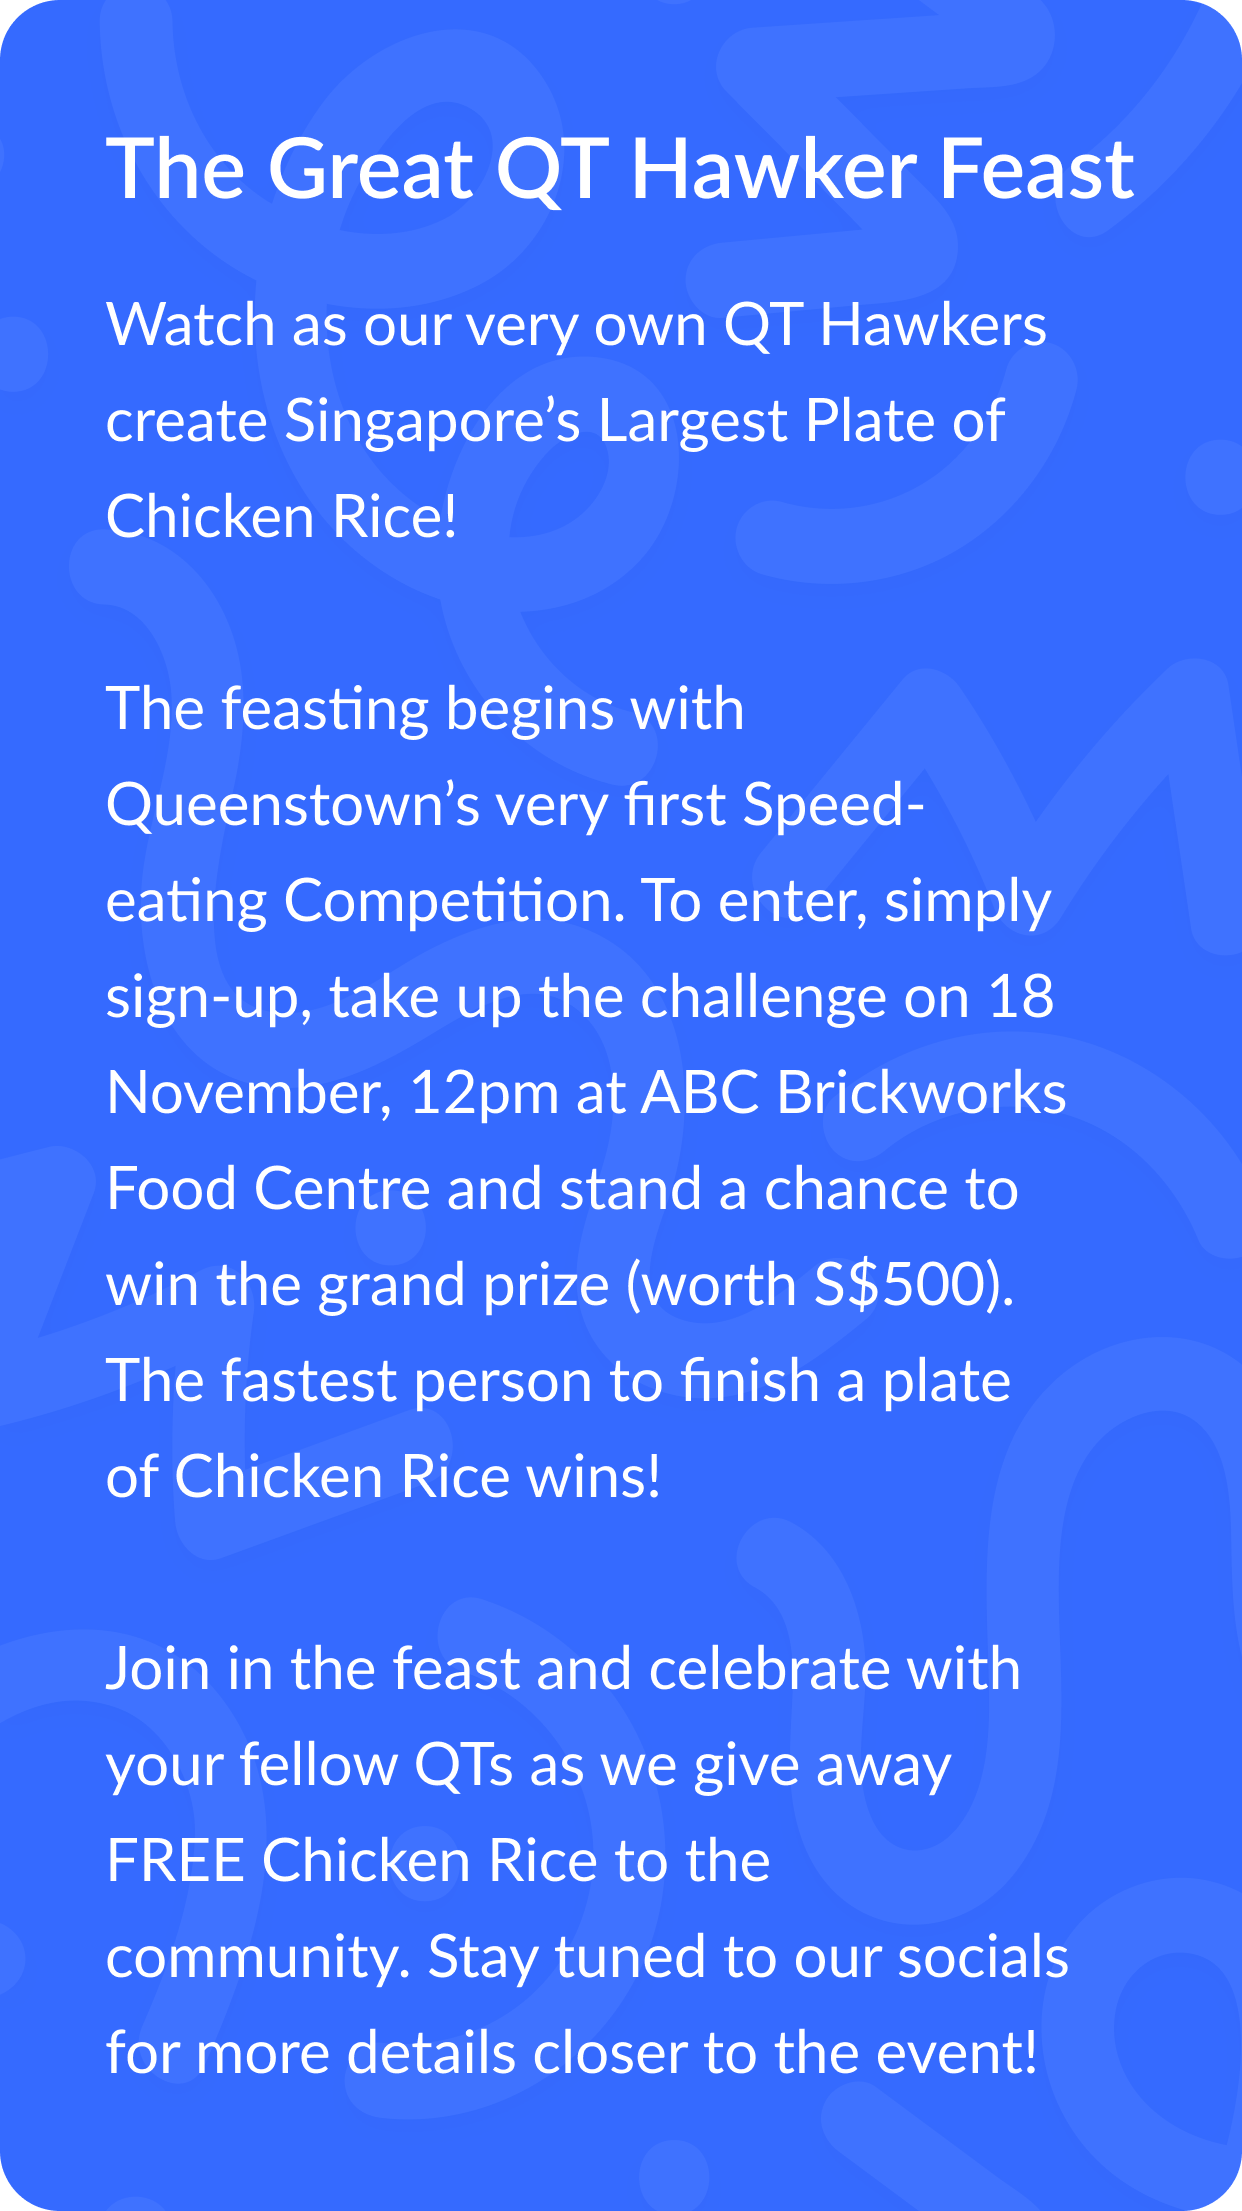 The Great QT Hawker Feast
Watch as our very own QT Hawkers
create Singapore’s Largest Plate of
Chicken Rice!
The feasting begins with
Queenstown’s very first Speed-
eating Competition. To enter, simply
sign-up, take up the challenge on 18
November, 12pm at ABC Brickworks
Food Centre and stand a chance to
win the grand prize (worth S$500).
The fastest person to finish a plate
of Chicken Rice wins!
Join in the feast and celebrate with
your fellow QTs as we give away
FREE Chicken Rice to the
community. Stay tuned to our socials
for more details closer to the event!